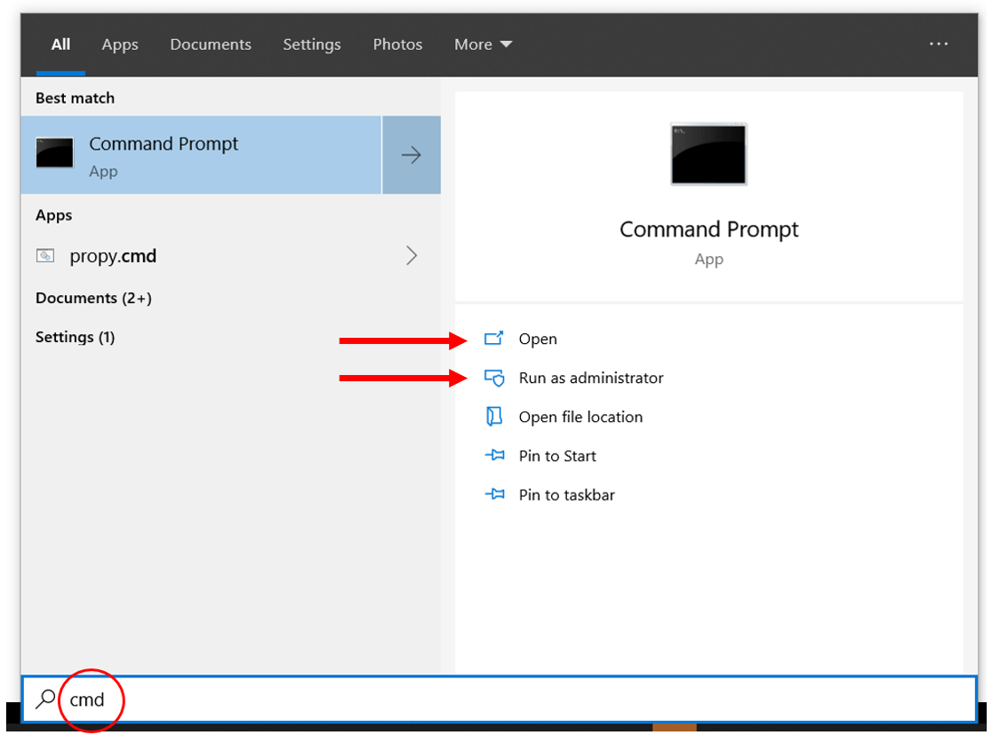 All Apps Documents Settings Photos More ...
Best match
Command Prompt
App
Apps
propy.cmd
Documents (2+)
Settings (1)
Command Prompt
App
Open
Run as administrator
Open file location
Pin to Start
Pin to taskbar
cmd